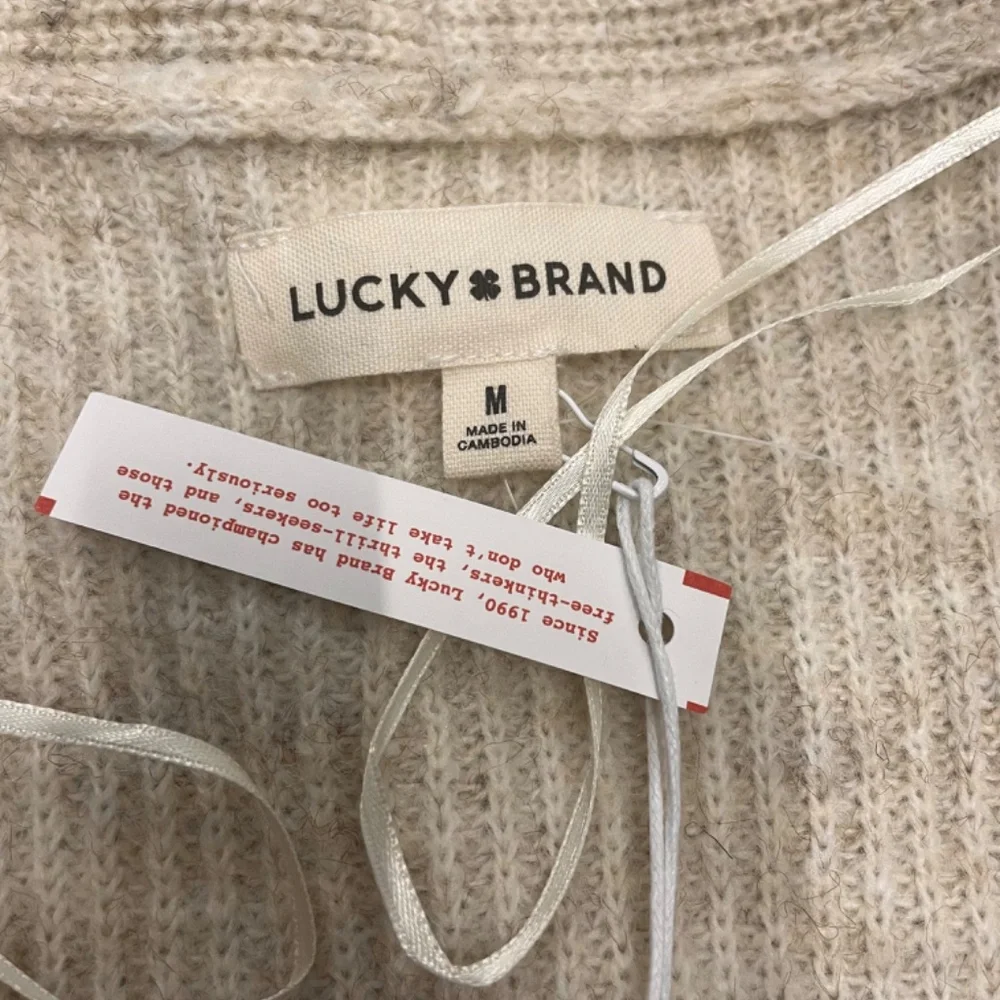 LUCKY BRAND
M
MADE IN
CAMBODIA
Since 1990, Lucky Brand has championed the
free-thinkers, the thrill-seekers, and those
who don't take life too seriously.